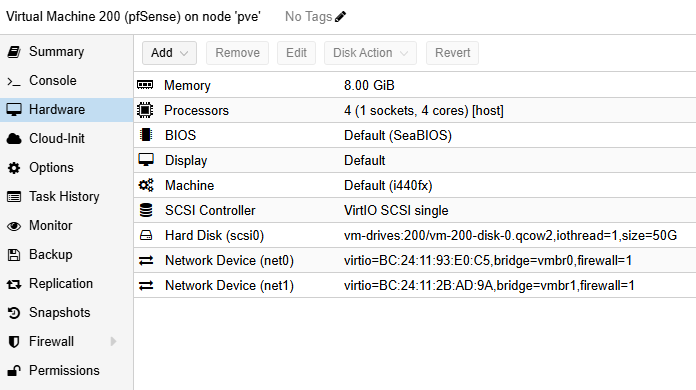 Virtual Machine 200 (pfSense) on node 'pve' No Tags
Summary
Console
Hardware
Cloud-Init
Options
Task History
Monitor
Backup
Replication
Snapshots
Firewall
Permissions
Add Remove Edit Disk Action Revert
Memory 8.00 GiB
Processors 4 (1 sockets, 4 cores) [host]
BIOS Default (SeaBIOS)
Display Default
Machine Default (i440fx)
SCSI Controller VirtIO SCSI single
Hard Disk (scsi0) vm-drives:200/vm-200-disk-0.qcow2,iothread=1,size=50G
Network Device (net0) virtio=BC:24:11:93:E0:C5,bridge=vmbr0,firewall=1
Network Device (net1) virtio=BC:24:11:2B:AD:9A,bridge=vmbr1,firewall=1